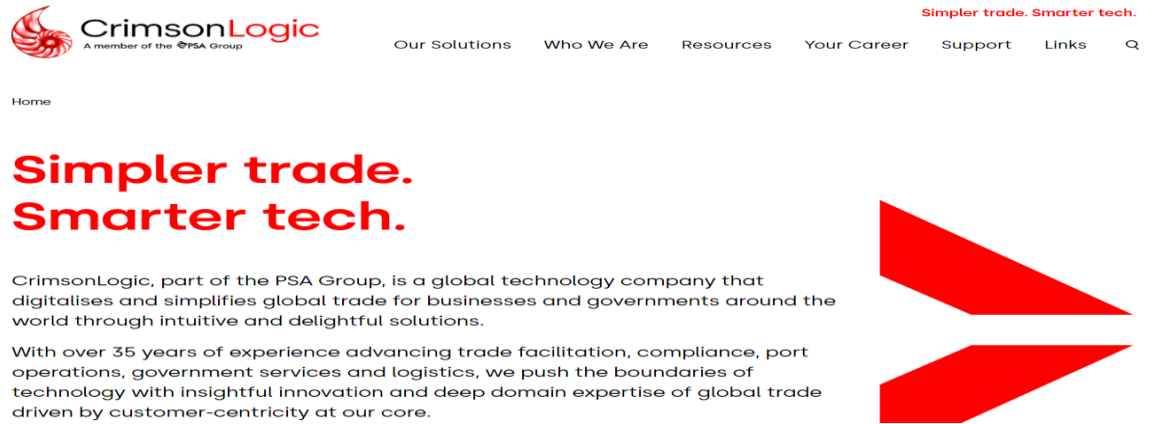 Simpler trade. Smarter tech.
CrimsonLogic
A member of the PSA Group
Our Solutions Who We Are Resources Your Career Support Links
Home
Simpler trade.
Smarter tech.
CrimsonLogic, part of the PSA Group, is a global technology company that
digitalises and simplifies global trade for businesses and governments around the
world through intuitive and delightful solutions.
With over 35 years of experience advancing trade facilitation, compliance, port
operations, government services and logistics, we push the boundaries of
technology with insightful innovation and deep domain expertise of global trade
driven by customer-centricity at our core.